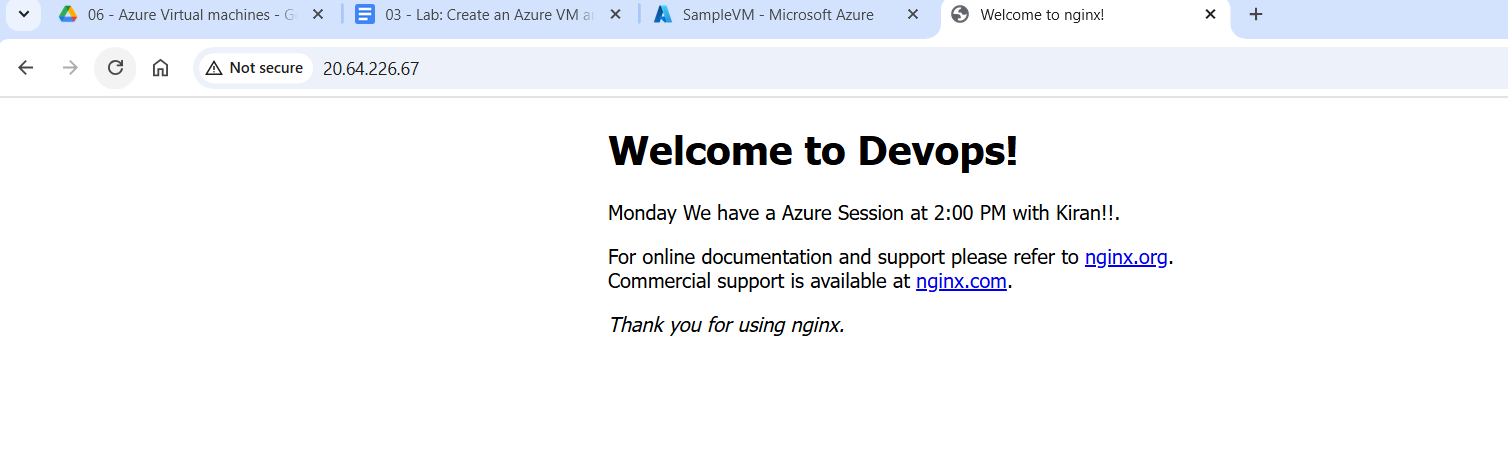 06 - Azure Virtual machines - G
03 - Lab: Create an Azure VM a
SampleVM - Microsoft Azure
Welcome to nginx!
Not secure
20.64.226.67
Welcome to Devops!
Monday We have a Azure Session at 2:00 PM with Kiran!!.
For online documentation and support please refer to nginx.org.
Commercial support is available at nginx.com.
Thank you for using nginx.